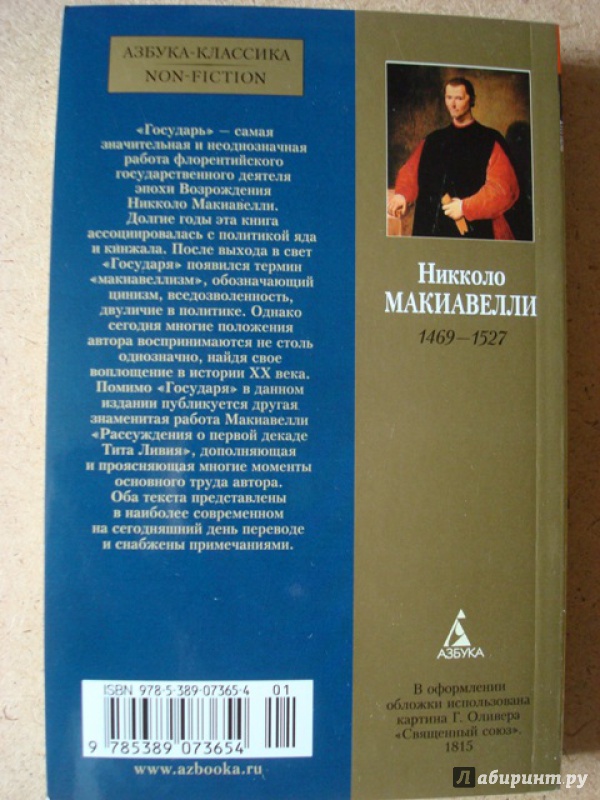 АЗБУКА-КЛАССИКА
NON-FICTION
«Государь» – самая
значительная и неоднозначная
работа флорентийского
государственного деятеля
эпохи Возрождения
Никколо Макиавелли.
Долгие годы эта книга
ассоциировалась с политикой яда
и кинжала. После выхода в свет
«Государя» появился термин
«макиавеллизм», обозначающий
цинизм, вседозволенность,
двуличие в политике. Однако
сегодня многие положения
автора воспринимаются не столь
однозначно, найдя свое
воплощение в истории XX века.
Помимо «Государя» в данном
издании публикуется другая
знаменитая работа Макиавелли
«Рассуждения о первой декаде
Тита Ливия», дополняющая
и проясняющая многие моменты
основного труда автора.
Оба текста представлены
в наиболее современном
на сегодняшний день переводе
и снабжены примечаниями.
ISBN 978-5-389-07365-4 01
9 785389 073654
www.azbooka.ru
Никколо
МАКИАВЕЛЛИ
1469–1527
АЗБУКА
В оформлении
обложки использована
картина Г. Оливера
«Священный союз».
1815
Лабиринт.ру